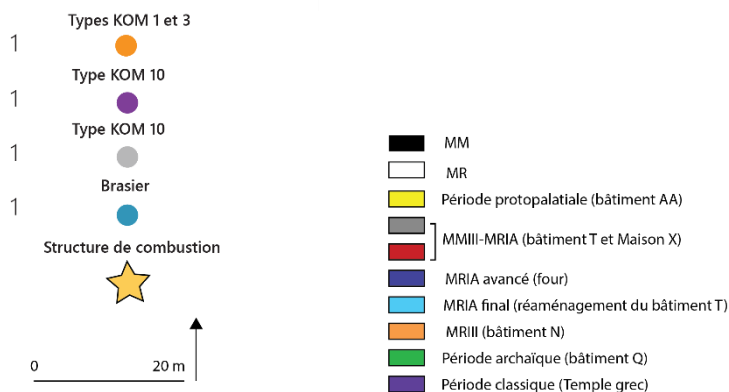 Types KOM 1 et 3
1
Type KOM 10
1
Type KOM 10
1
Brasier
1
Structure de combustion
0 20 m
MM
MR
Période protopalatiale (bâtiment AA)
MMIII-MRIA (bâtiment T et Maison X)
MRIA avancé (four)
MRIA final (réaménagement du bâtiment T)
MRIII (bâtiment N)
Période archaïque (bâtiment Q)
Période classique (Temple grec)